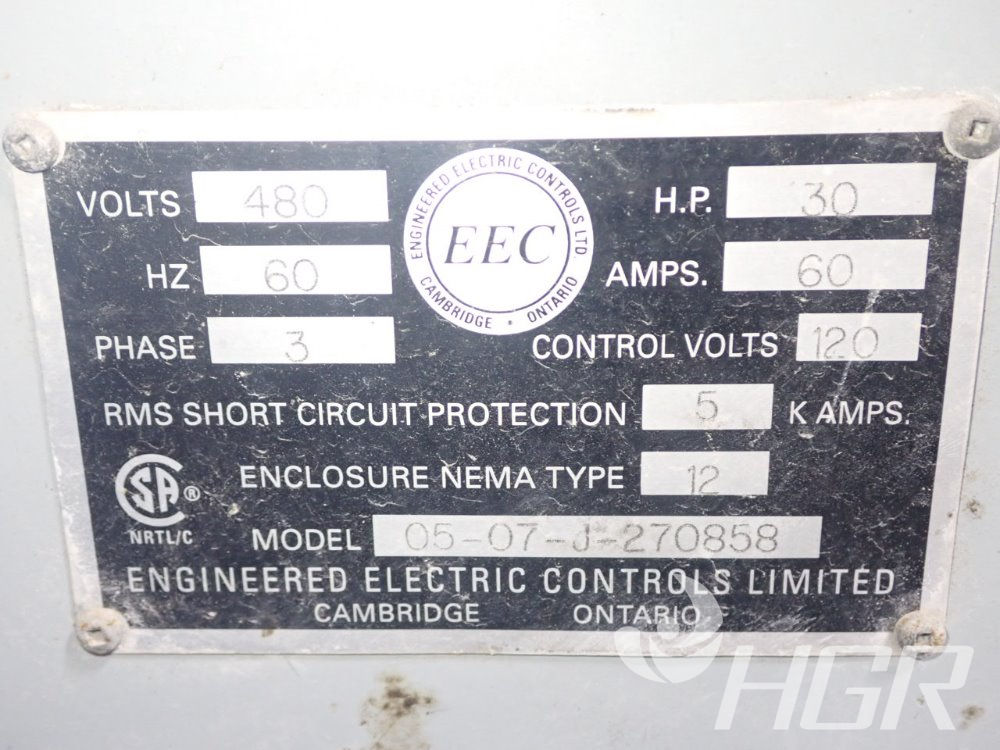 VOLTS 480
HZ 60
PHASE 3
ENGINEERED ELECTRIC CONTROLS LTD.
EEC
CAMBRIDGE • ONTARIO
H.P. 30
AMPS. 60
CONTROL VOLTS 120
RMS SHORT CIRCUIT PROTECTION 5 K AMPS.
ENCLOSURE NEMA TYPE 12
SA ®
NRTL/C
MODEL 05-07-J-270858
ENGINEERED ELECTRIC CONTROLS LIMITED
CAMBRIDGE ONTARIO
HGR